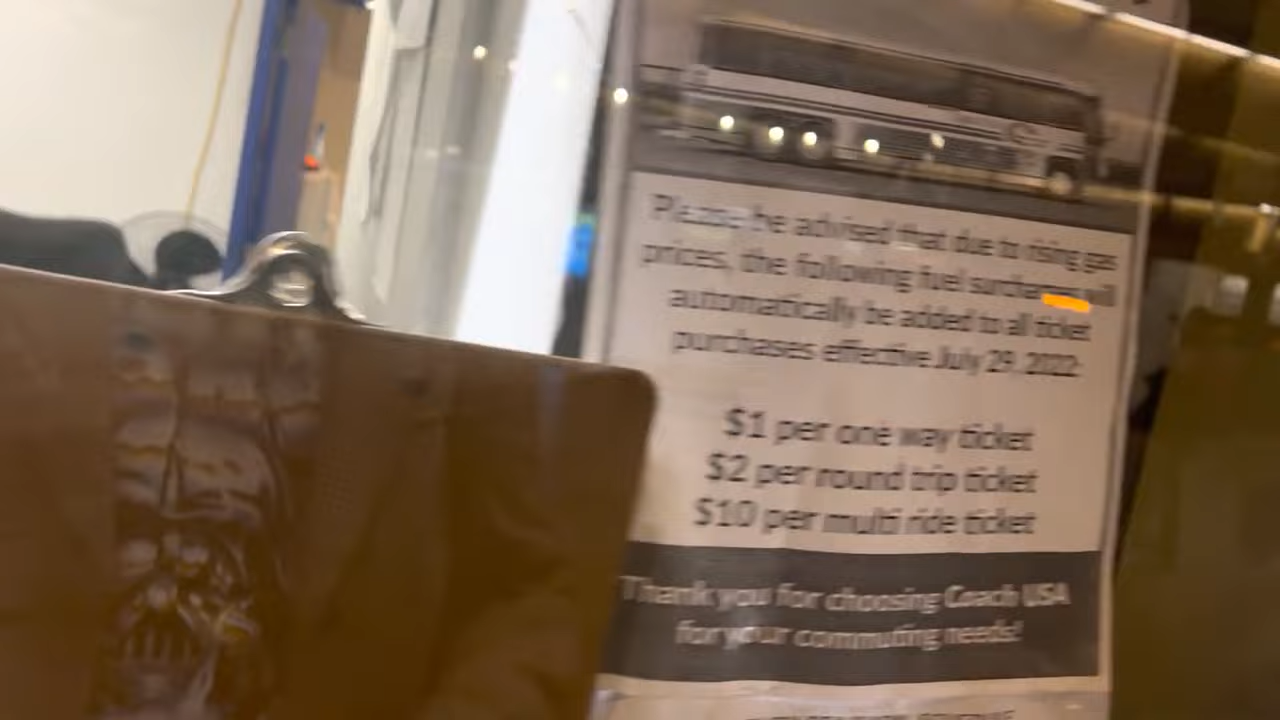 Please be advised that due to rising gas
prices, the following fuel surcharges will
automatically be added to all ticket
purchases effective July 29, 2022:
$1 per one way ticket
$2 per round trip ticket
$10 per multi ride ticket
Thank you for choosing Coach USA
for your commuting needs!